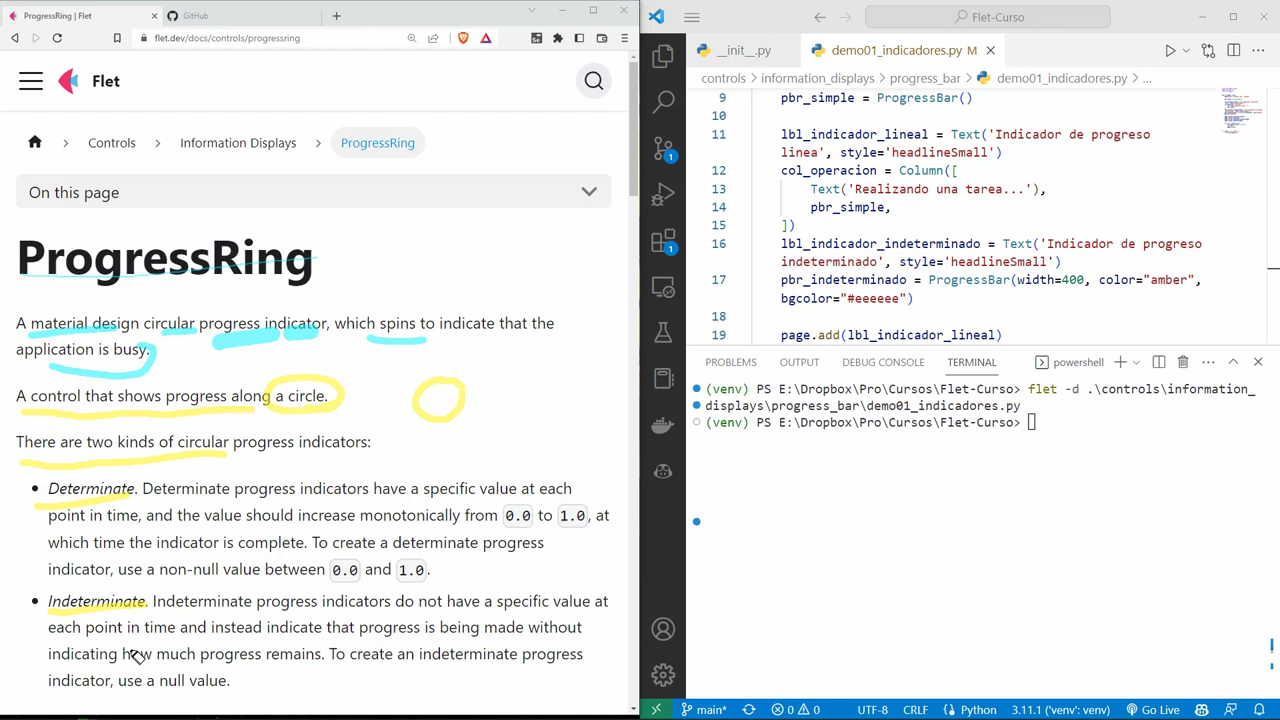 ProgressRing | Flet
GitHub
flet.dev/docs/controls/progressring
Flet
Controls
Information Displays
ProgressRing
On this page
ProgressRing
A material design circular progress indicator, which spins to indicate that the
application is busy.
A control that shows progress along a circle.
There are two kinds of circular progress indicators:
Determinate. Determinate progress indicators have a specific value at each
point in time, and the value should increase monotonically from 0.0 to 1.0, at
which time the indicator is complete. To create a determinate progress
indicator, use a non-null value between 0.0 and 1.0.
Indeterminate. Indeterminate progress indicators do not have a specific value at
each point in time and instead indicate that progress is being made without
indicating how much progress remains. To create an indeterminate progress
indicator, use a null value.
Flet-Curso
__init__.py
demo01_indicadores.py M
controls > information_displays > progress_bar > demo01_indicadores.py > ...
9 pbr_simple = ProgressBar()
10
11 lbl_indicador_lineal = Text('Indicador de progreso
linea', style='headlineSmall')
12 col_operacion = Column([
13 Text('Realizando una tarea...'),
14 pbr_simple,
15 ])
16 lbl_indicador_indeterminado = Text('Indicador de progreso
indeterminado', style='headlineSmall')
17 pbr_indeterminado = ProgressBar(width=400, color="amber",
bgcolor="#eeeeee")
18
19 page.add(lbl_indicador_lineal)
PROBLEMS OUTPUT DEBUG CONSOLE TERMINAL
powershell
(venv) PS E:\Dropbox\Pro\Cursos\Flet-Curso> flet -d .\controls\information_
displays\progress_bar\demo01_indicadores.py
(venv) PS E:\Dropbox\Pro\Cursos\Flet-Curso>
1
1
main* 0 0 UTF-8 CRLF Python 3.11.1 ('venv': venv) Go Live